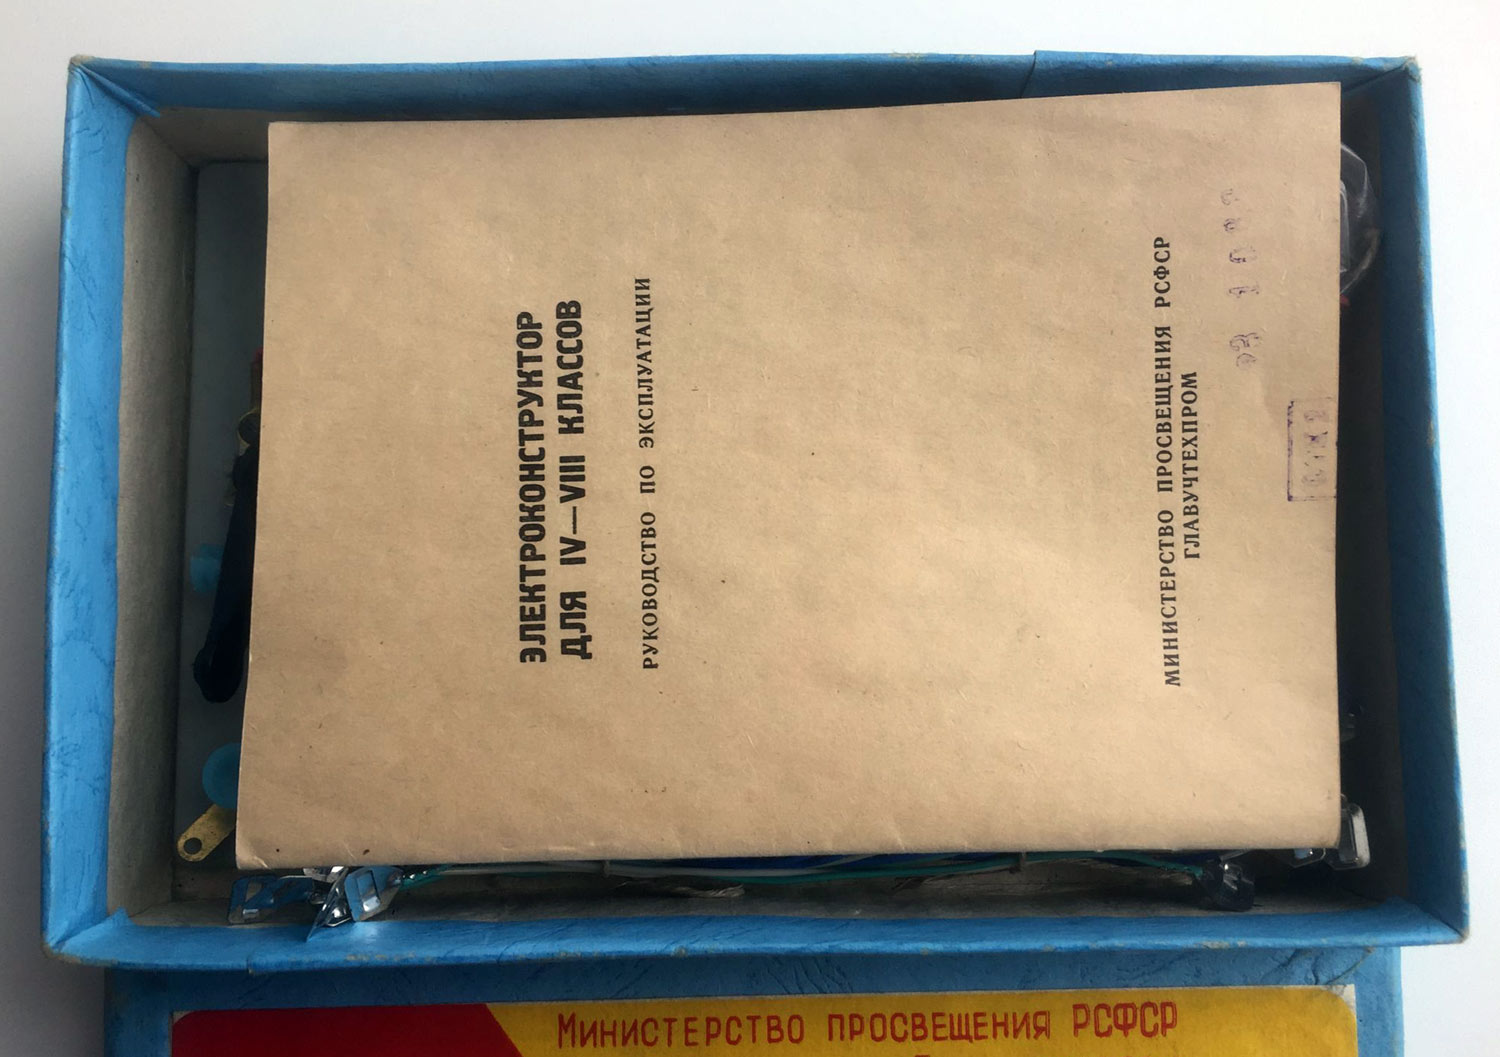 ЭЛЕКТРОКОНСТРУКТОР
ДЛЯ IV—VIII КЛАССОВ
РУКОВОДСТВО ПО ЭКСПЛУАТАЦИИ
МИНИСТЕРСТВО ПРОСВЕЩЕНИЯ РСФСР
ГЛАВУЧТЕХПРОМ
МИНИСТЕРСТВО ПРОСВЕЩЕНИЯ РСФСР